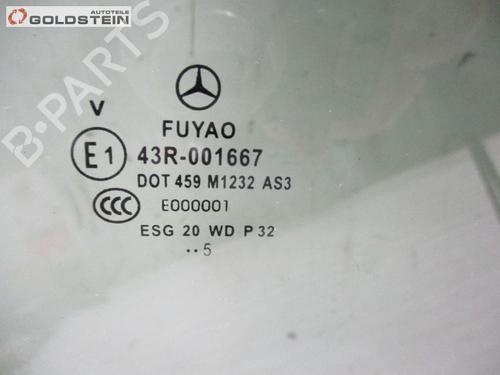 AUTOTEILE
GOLDSTEIN
B-PARTS
FUYAO
V
E1 43R-001667
DOT 459 M1232 AS3
CCC E000001
ESG 20 WD P 32
··5